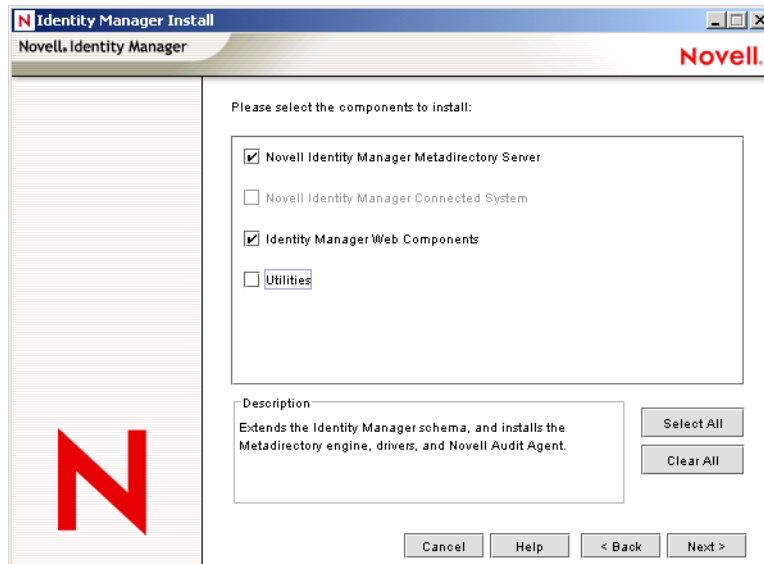 N Identity Manager Install
Novell. Identity Manager
Novell.
Please select the components to install:
Novell Identity Manager Metadirectory Server
Novell Identity Manager Connected System
Identity Manager Web Components
Utilities
Description
Extends the Identity Manager schema, and installs the
Metadirectory engine, drivers, and Novell Audit Agent.
Select All
Clear All
N
Cancel Help < Back Next >